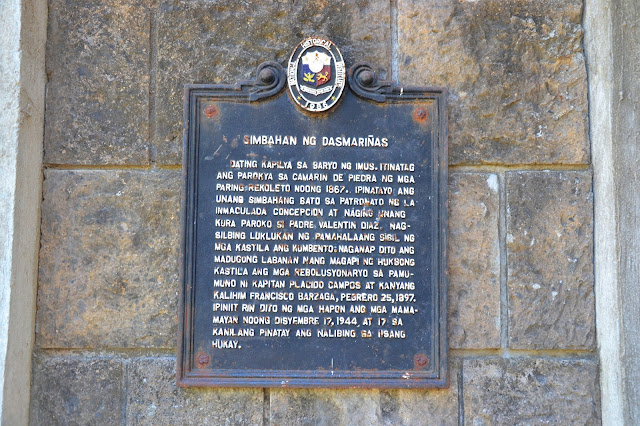 NATIONAL HISTORICAL INSTITUTE
1986
SIMBAHAN NG DASMARIÑAS
DATING KAPILYA SA BARYO NG IMUS. ITINATAG
ANG PAROKYA SA CAMARIN DE PIEDRA NG MGA
PARING REKOLETO NOONG 1867. IPINATAYO ANG
UNANG SIMBAHANG BATO SA PATRONATO NG LA
INMACULADA CONCEPCION AT NAGING UNANG
KURA PAROKO SI PADRE VALENTIN DIAZ. NAG-
SILBING LUKLUKAN NG PAMAHALAANG SIBIL NG
MGA KASTILA ANG KUMBENTO; NAGANAP DITO ANG
MADUGONG LABANAN NANG MAGAPI NG HUKBONG
KASTILA ANG MGA REBOLUSYONARYO SA PAMU-
MUNO NI KAPITAN PLACIDO CAMPOS AT KANYANG
KALIHIM FRANCISCO BARZAGA, PEBRERO 25, 1897.
IPINIIT RIN DITO NG MGA HAPON ANG MGA MAMA-
MAYAN NOONG DISYEMBRE 17, 1944, AT 17 SA
KANILANG PINATAY ANG NALIBING SA IISANG
HUKAY.